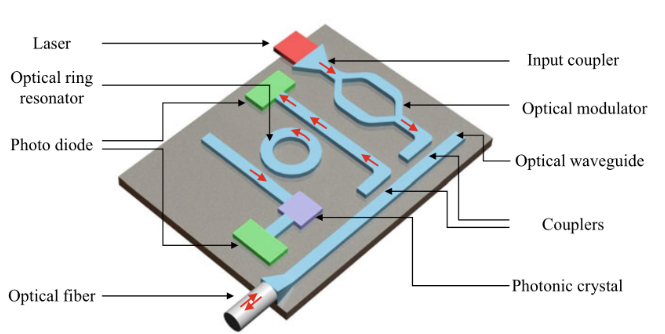 Laser
Optical ring
resonator
Photo diode
Optical fiber
Input coupler
Optical modulator
Optical waveguide
Couplers
Photonic crystal